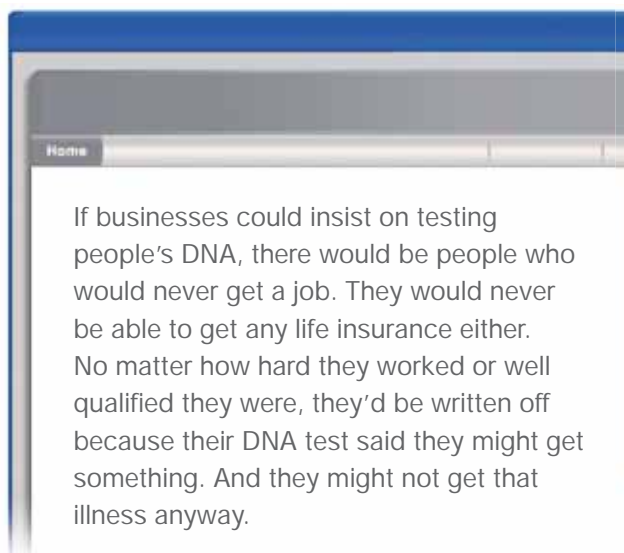 Home
If businesses could insist on testing
people's DNA, there would be people who
would never get a job. They would never
be able to get any life insurance either.
No matter how hard they worked or well
qualified they were, they'd be written off
because their DNA test said they might get
something. And they might not get that
illness anyway.